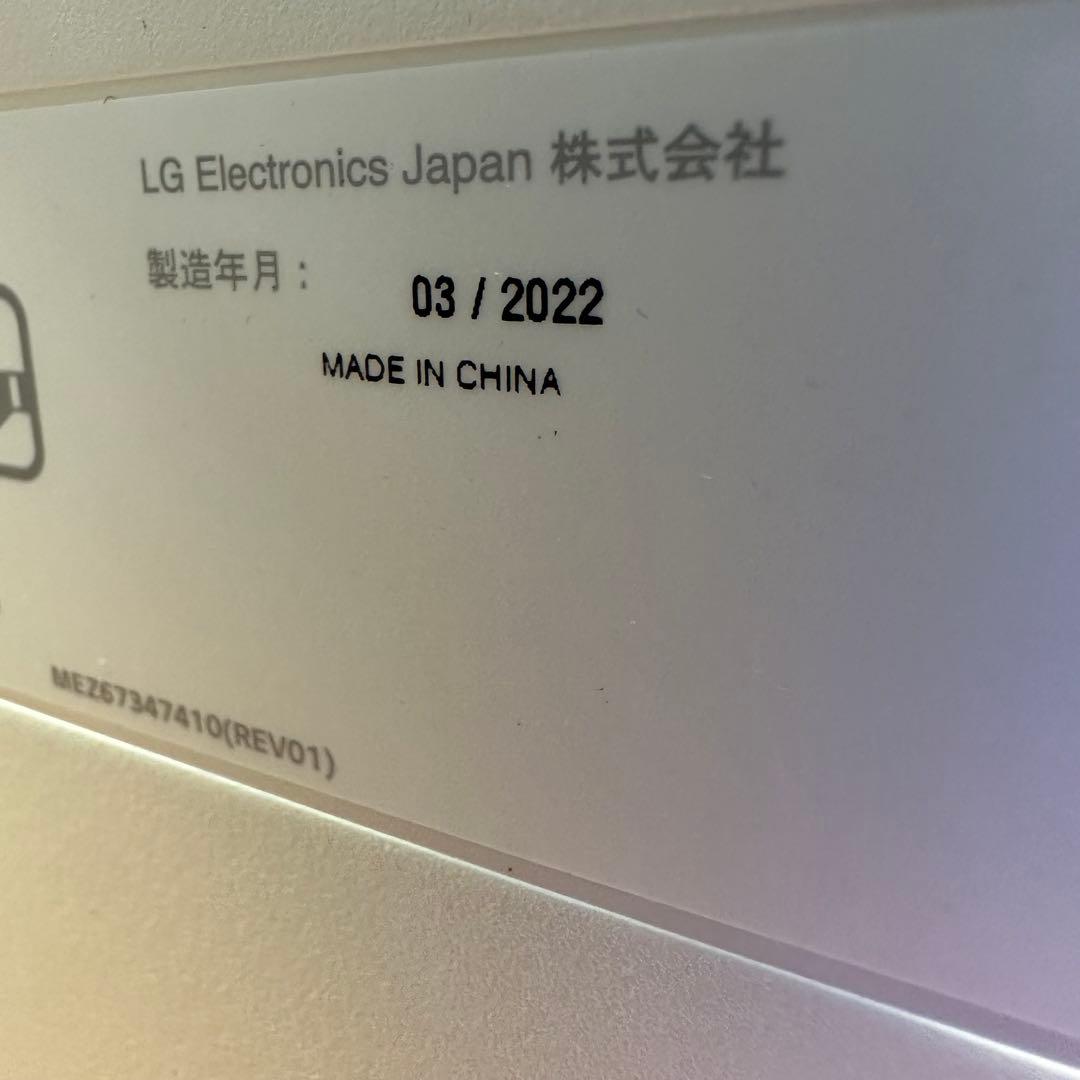 LG Electronics Japan 株式会社
製造年月： 03 / 2022
MADE IN CHINA
MEZ67347410(REV01)